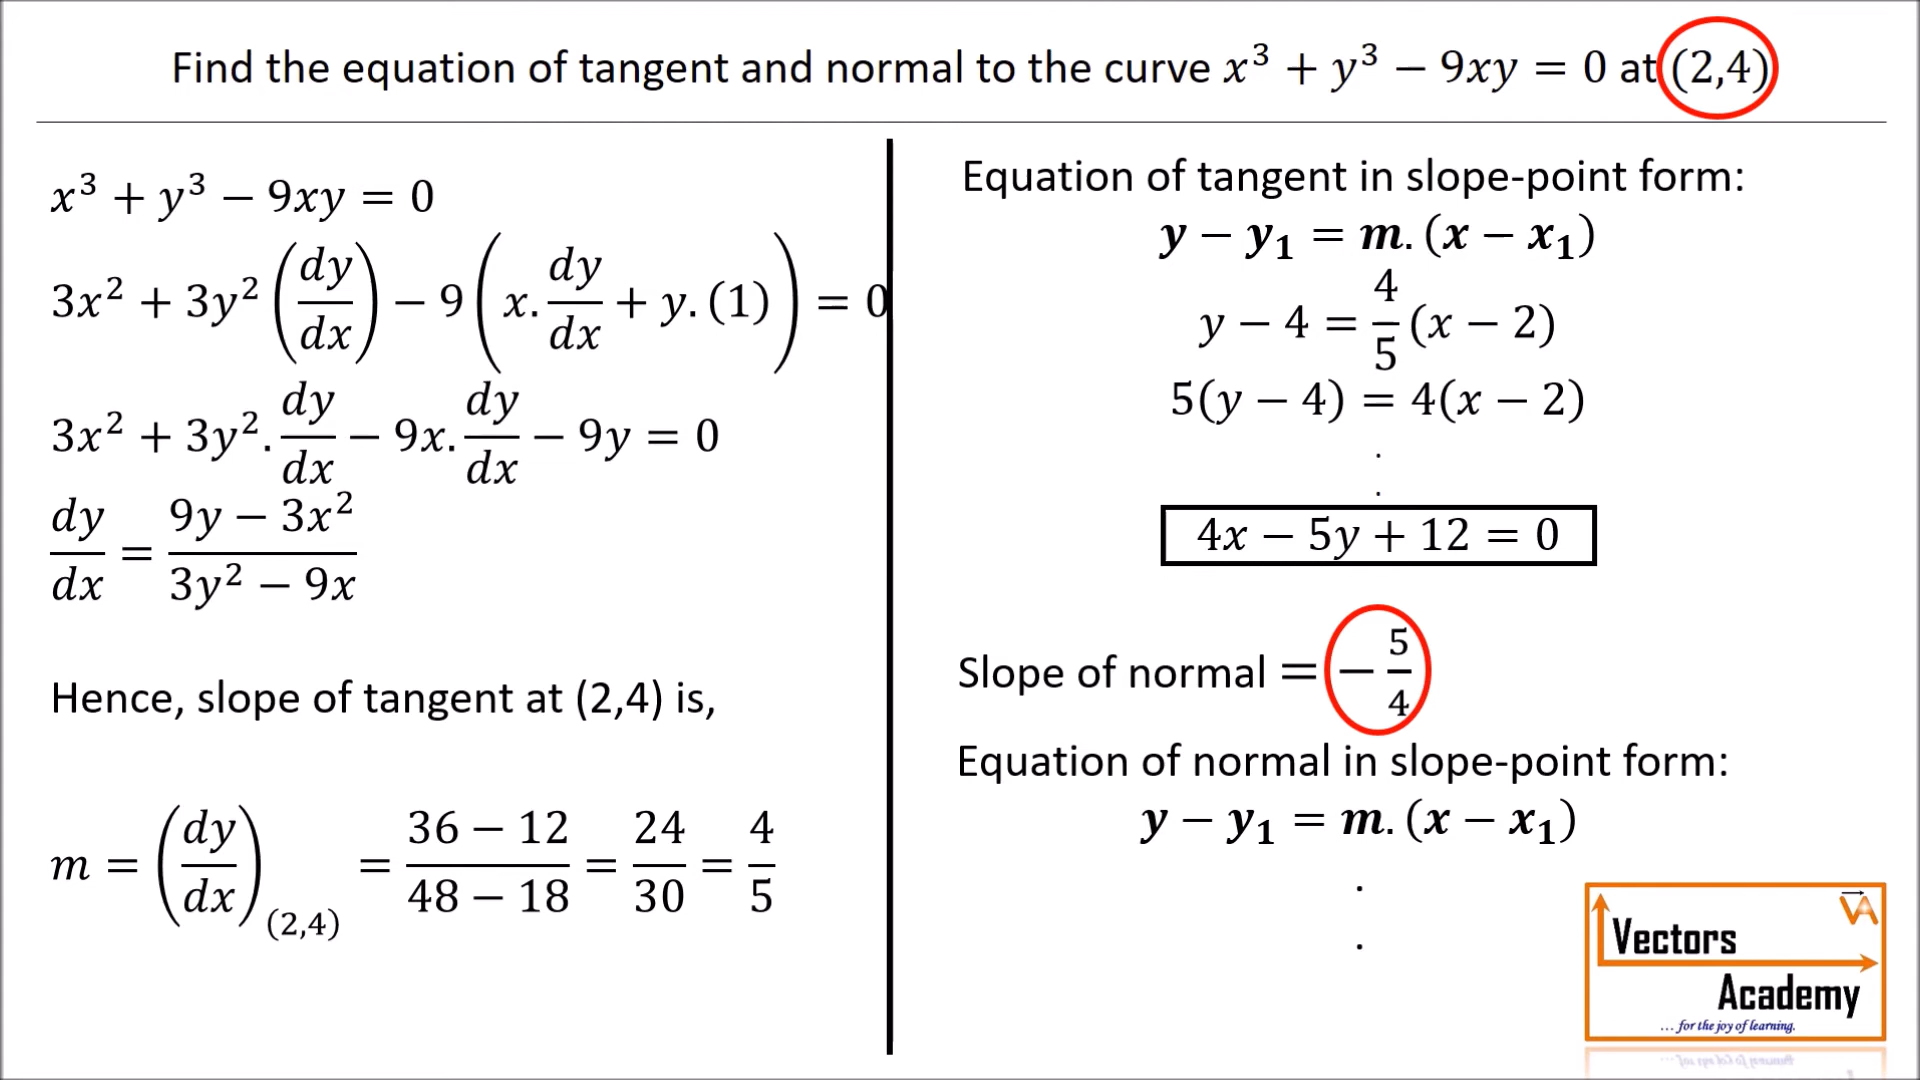 Find the equation of tangent and normal to the curve x³ + y³ − 9xy = 0 at (2,4)
x³ + y³ − 9xy = 0
3x² + 3y² (dy/dx) − 9 (x. dy/dx + y. (1)) = 0
3x² + 3y². dy/dx − 9x. dy/dx − 9y = 0
dy/dx = (9y − 3x²)/(3y² − 9x)
Hence, slope of tangent at (2,4) is,
m = (dy/dx)₍₂,₄₎ = (36 − 12)/(48 − 18) = 24/30 = 4/5
Equation of tangent in slope-point form:
y − y₁ = m. (x − x₁)
y − 4 = 4/5 (x − 2)
5(y − 4) = 4(x − 2)
.
.
4x − 5y + 12 = 0
Slope of normal = − 5/4
Equation of normal in slope-point form:
y − y₁ = m. (x − x₁)
.
.
VA
Vectors
Academy
... for the joy of learning.